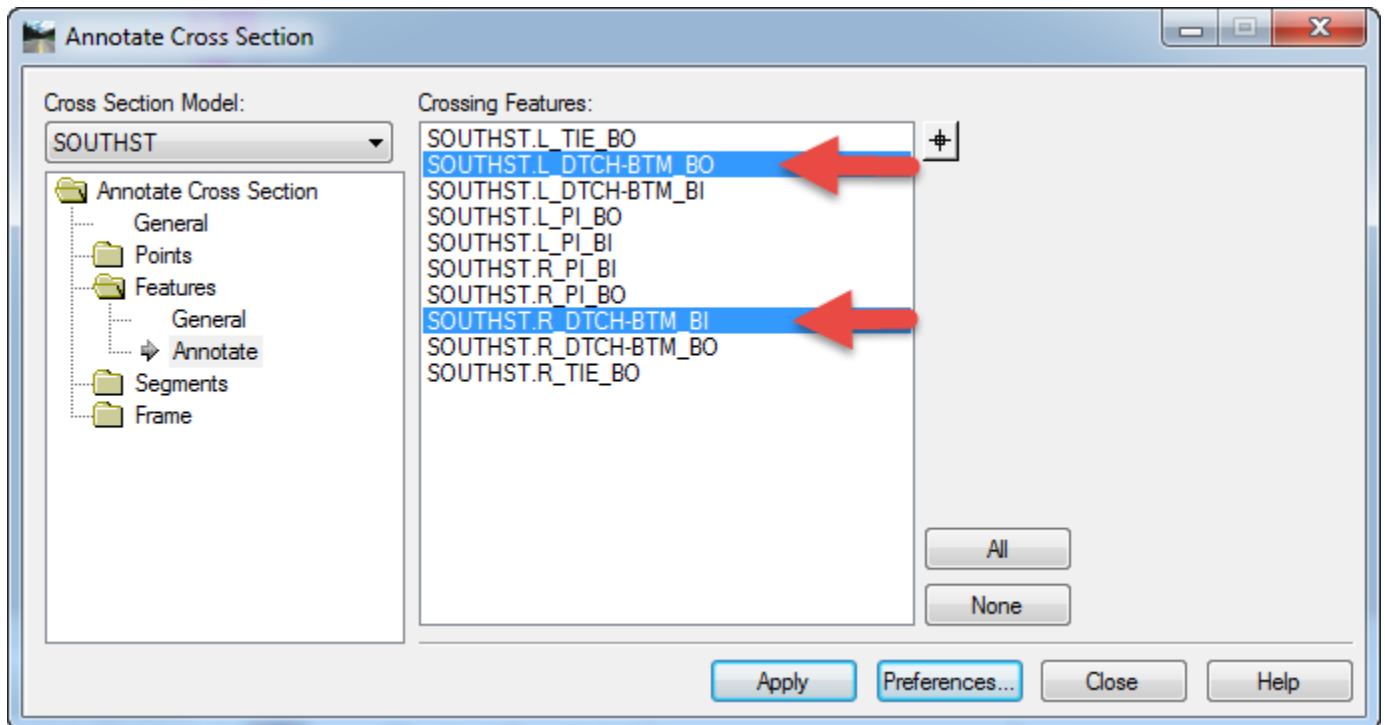 Annotate Cross Section
Cross Section Model:
SOUTHST
Annotate Cross Section
General
Points
Features
General
Annotate
Segments
Frame
Crossing Features:
SOUTHST.L_TIE_BO
SOUTHST.L_DTCH-BTM_BO
SOUTHST.L_DTCH-BTM_BI
SOUTHST.L_PI_BO
SOUTHST.L_PI_BI
SOUTHST.R_PI_BI
SOUTHST.R_PI_BO
SOUTHST.R_DTCH-BTM_BI
SOUTHST.R_DTCH-BTM_BO
SOUTHST.R_TIE_BO
All
None
Apply
Preferences...
Close
Help